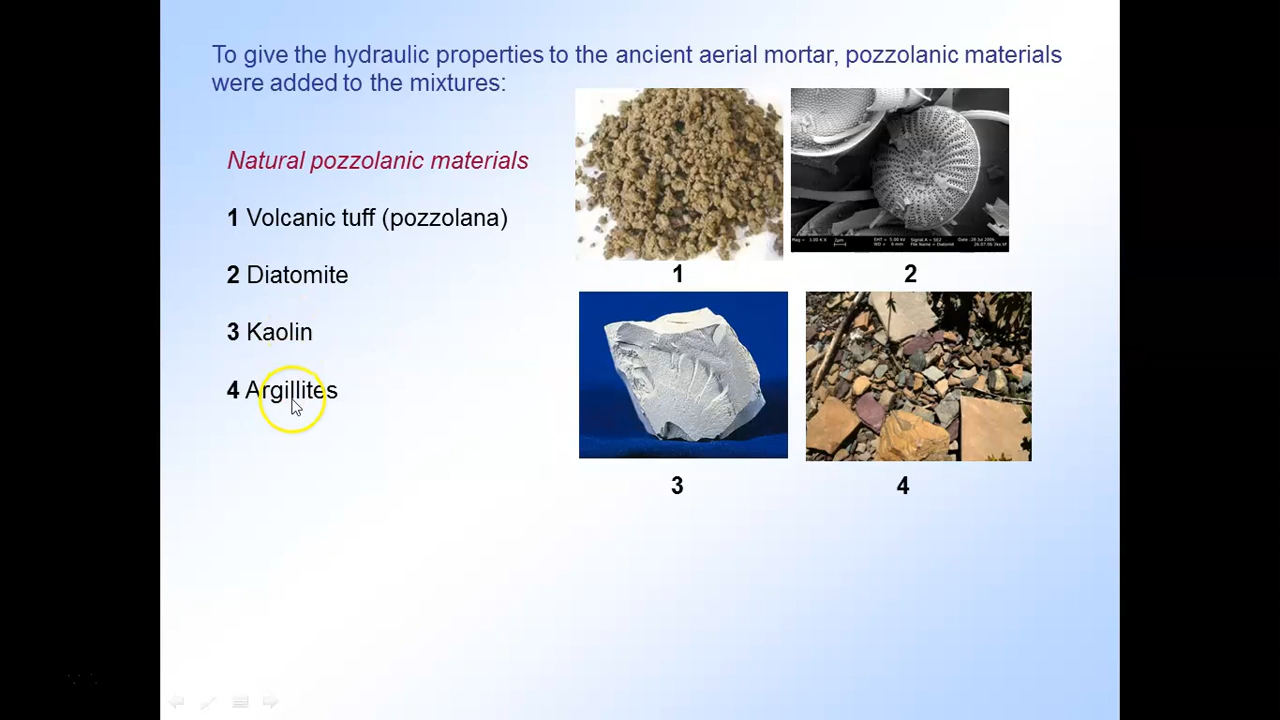 To give the hydraulic properties to the ancient aerial mortar, pozzolanic materials
were added to the mixtures:
Natural pozzolanic materials
1 Volcanic tuff (pozzolana)
2 Diatomite
3 Kaolin
4 Argillites
1
2
3
4